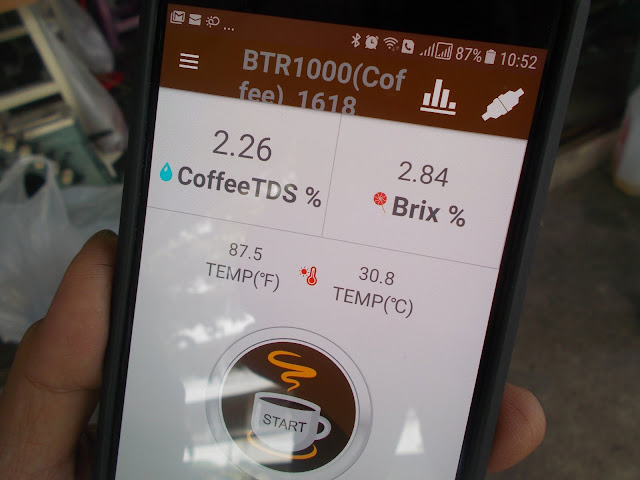 87% 10:52
BTR1000(Cof
fee)_1618
2.26
CoffeeTDS %
2.84
Brix %
87.5
TEMP(°F)
30.8
TEMP(°C)
START